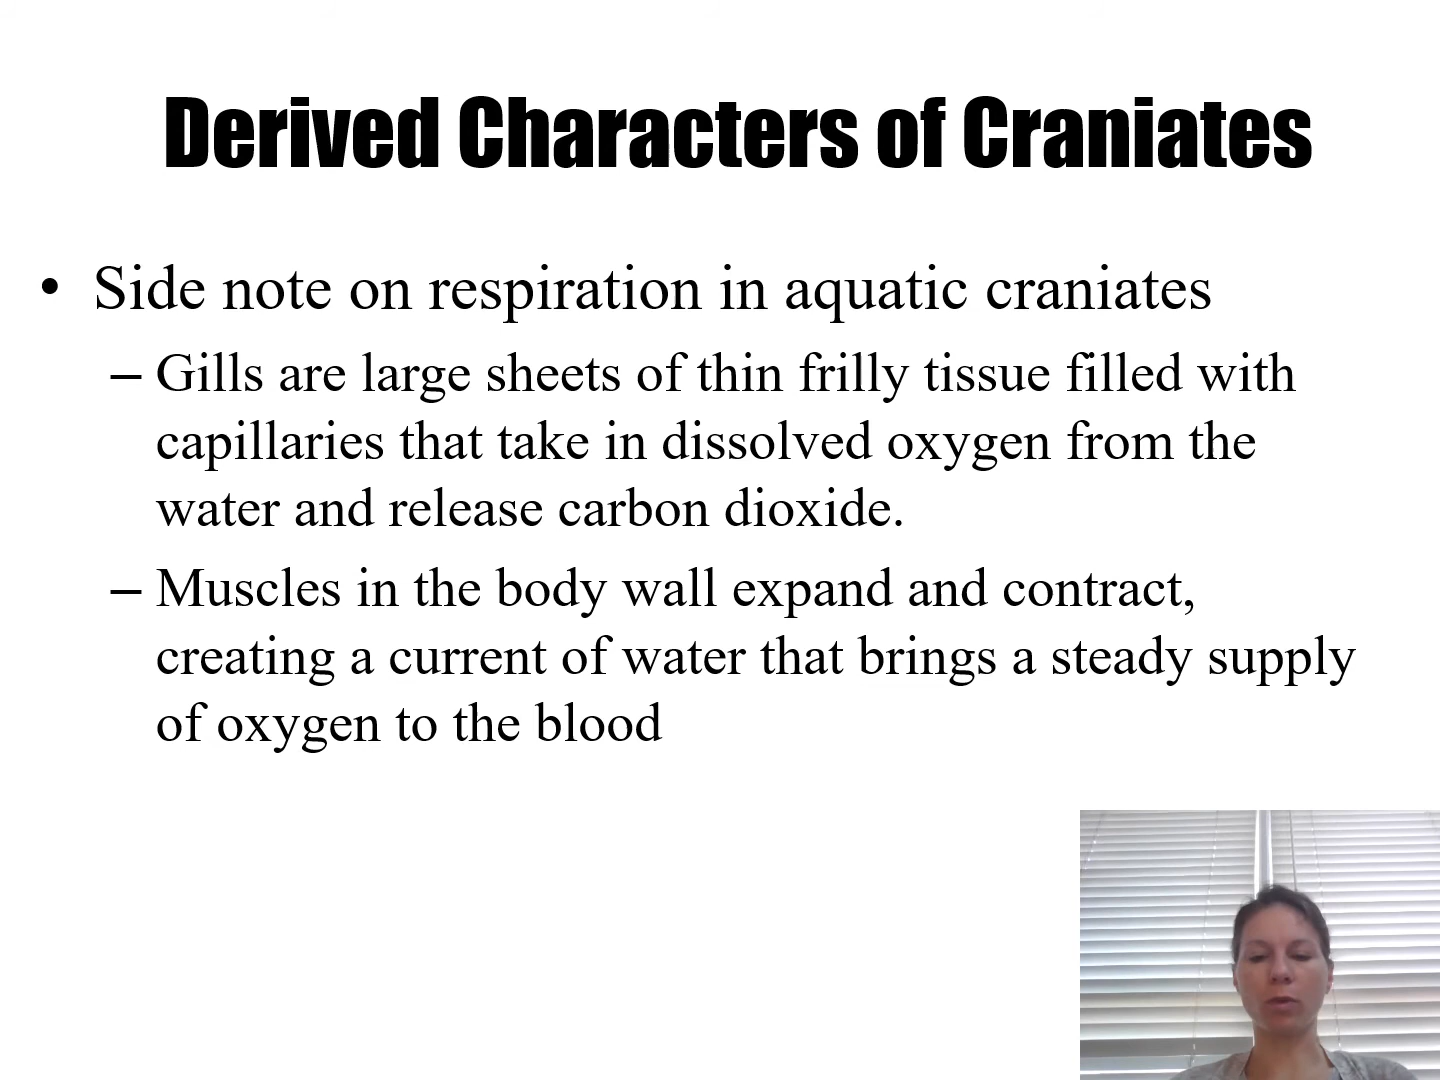 Derived Characters of Craniates
• Side note on respiration in aquatic craniates
– Gills are large sheets of thin frilly tissue filled with
capillaries that take in dissolved oxygen from the
water and release carbon dioxide.
– Muscles in the body wall expand and contract,
creating a current of water that brings a steady supply
of oxygen to the blood